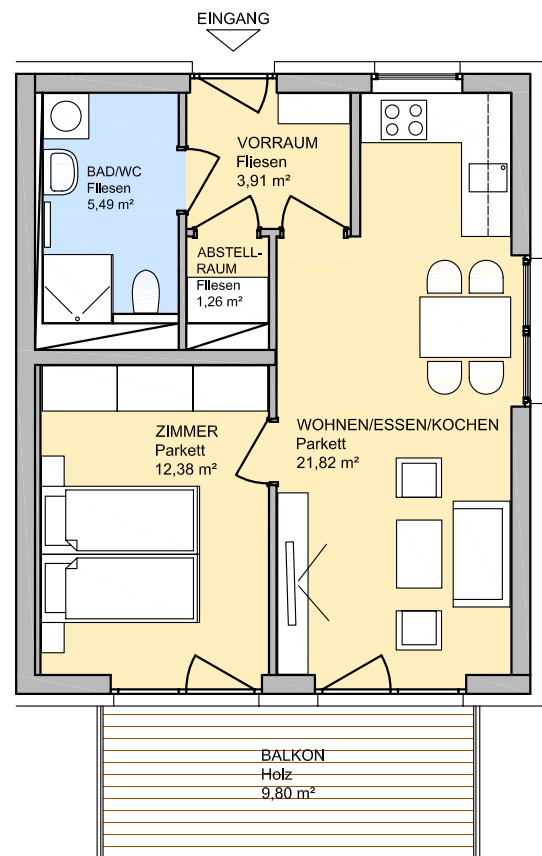 EINGANG
VORRAUM
Fliesen
3,91 m²
BAD/WC
Fliesen
5,49 m²
ABSTELL-
RAUM
Fliesen
1,26 m²
ZIMMER
Parkett
12,38 m²
WOHNEN/ESSEN/KOCHEN
Parkett
21,82 m²
BALKON
Holz
9,80 m²